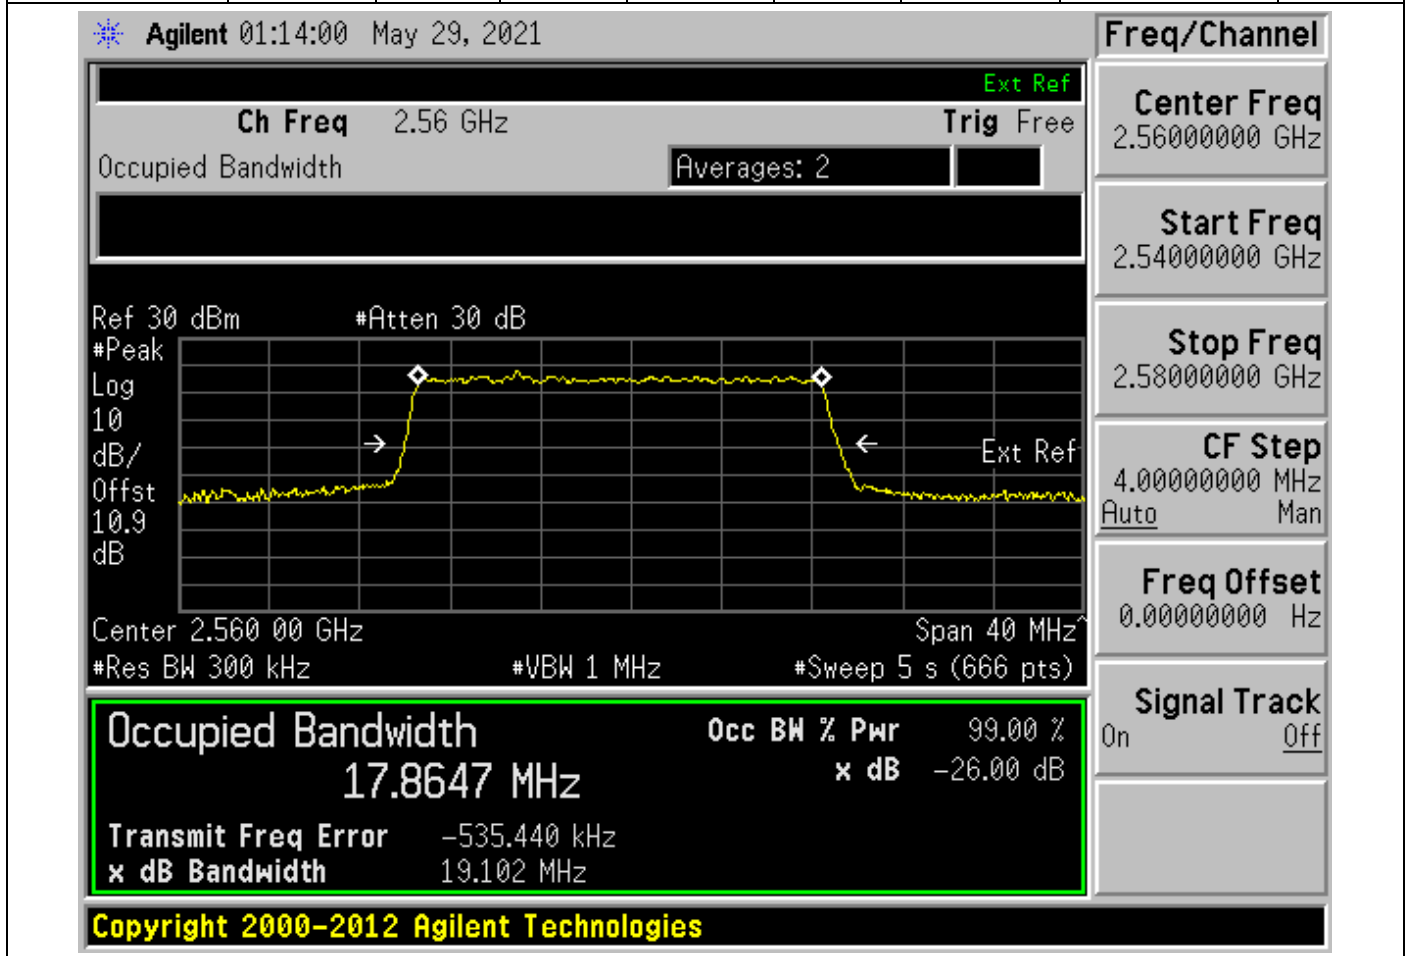 Agilent 01:14:00 May 29, 2021
Ext Ref
Ch Freq 2.56 GHz Trig Free
Occupied Bandwidth Averages: 2
Ref 30 dBm #Atten 30 dB
#Peak
Log
10
dB/
Offst
10.9
dB
Ext Ref
Center 2.560 00 GHz Span 40 MHz^
#Res BW 300 kHz #VBW 1 MHz #Sweep 5 s (666 pts)
Occupied Bandwidth
17.8647 MHz
Occ BW % Pwr 99.00 %
x dB -26.00 dB
Transmit Freq Error -535.440 kHz
x dB Bandwidth 19.102 MHz
Copyright 2000-2012 Agilent Technologies
Freq/Channel
Center Freq
2.56000000 GHz
Start Freq
2.54000000 GHz
Stop Freq
2.58000000 GHz
CF Step
4.00000000 MHz
Auto Man
Freq Offset
0.00000000 Hz
Signal Track
On Off